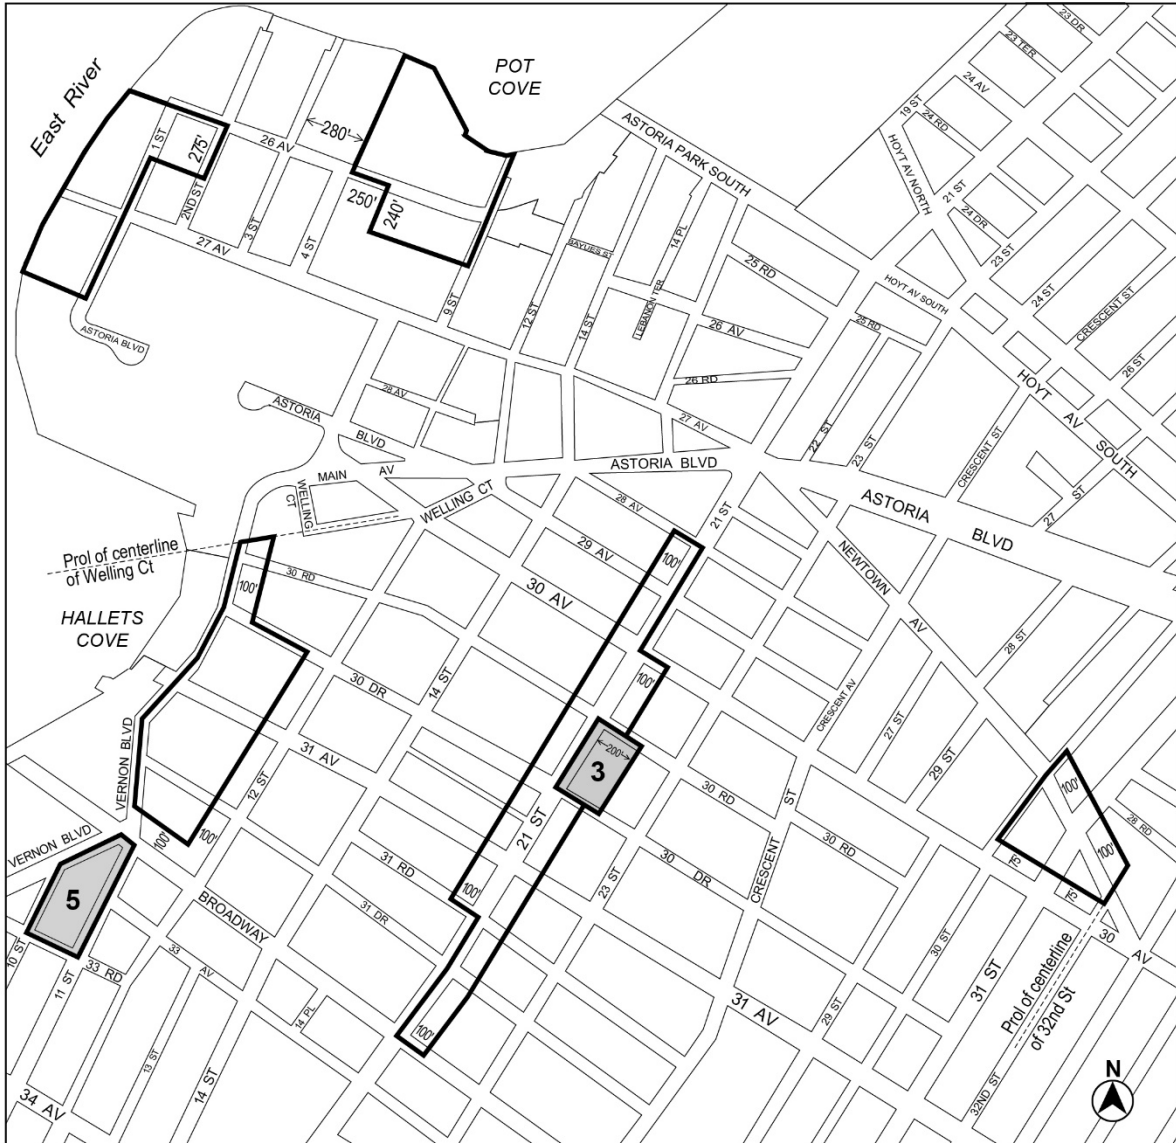 23 DR
23 TER
24 AV
24 RD
19 ST
POT
COVE
East River
ASTORIA PARK SOUTH
HOYT AV NORTH
21 ST
24 DR
23 ST
1 ST
275'
26 AV
280'
2ND ST
3 ST
4 ST
250'
240'
27 AV
9 ST
12 ST
14 ST
BAYLIES ST
14 PL
LEBANON TER
25 RD
26 AV
26 RD
27 AV
HOYT AV SOUTH
25 RD
24 ST
CRESCENT ST
26 ST
HOYT AV SOUTH
ASTORIA BLVD
28 AV
ASTORIA
BLVD
MAIN AV
WELLING
CT
WELLING CT
ASTORIA BLVD
22 ST
23 ST
CRESCENT ST
27 ST
ASTORIA
BLVD
28 AV
21 ST
29 AV
30 AV
100'
NEWTOWN
AV
Prol of centerline
of Welling Ct
30 RD
100'
HALLETS
COVE
28 ST
30 DR
14 ST
100'
CRESCENT AV
27 ST
29 ST
VERNON BLVD
31 AV
12 ST
200'
3
21 ST
30 RD
30 RD
CRESCENT
ST
100'
28 RD
100'
75'
75'
VERNON BLVD
100'
100'
5
BROADWAY
31 RD
31 DR
100'
23 ST
30 DR
30 ST
31 ST
30 AV
Prol of centerline
of 32nd St
10 ST
11 ST
33 RD
33 AV
14 PL
13 ST
14 ST
34 AV
100'
31 AV
29 ST
32ND ST
N